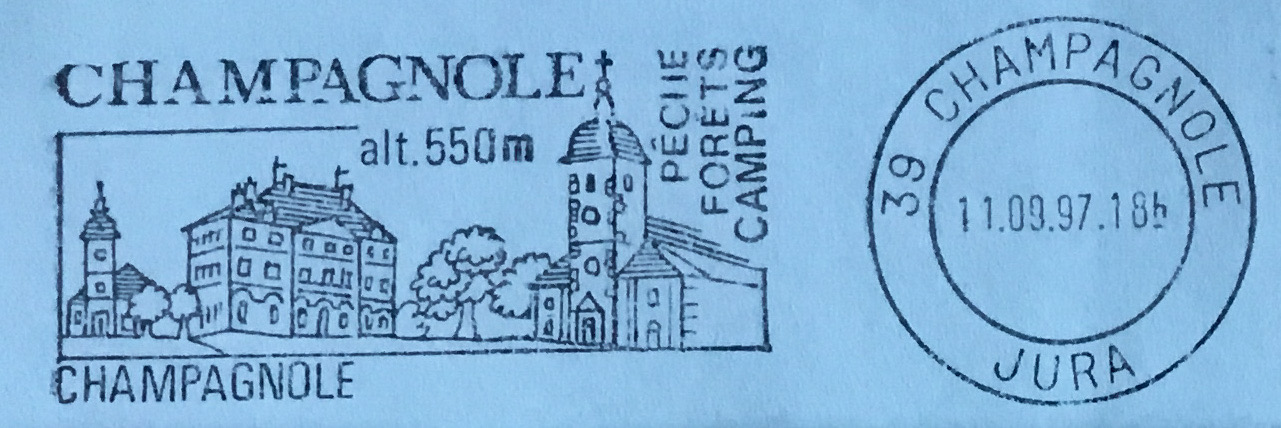 CHAMPAGNOLE
alt.550m
PÊCHE
FORÊTS
CAMPiNG
CHAMPAGNOLE
39 CHAMPAGNOLE
11.09.97.18h
JURA